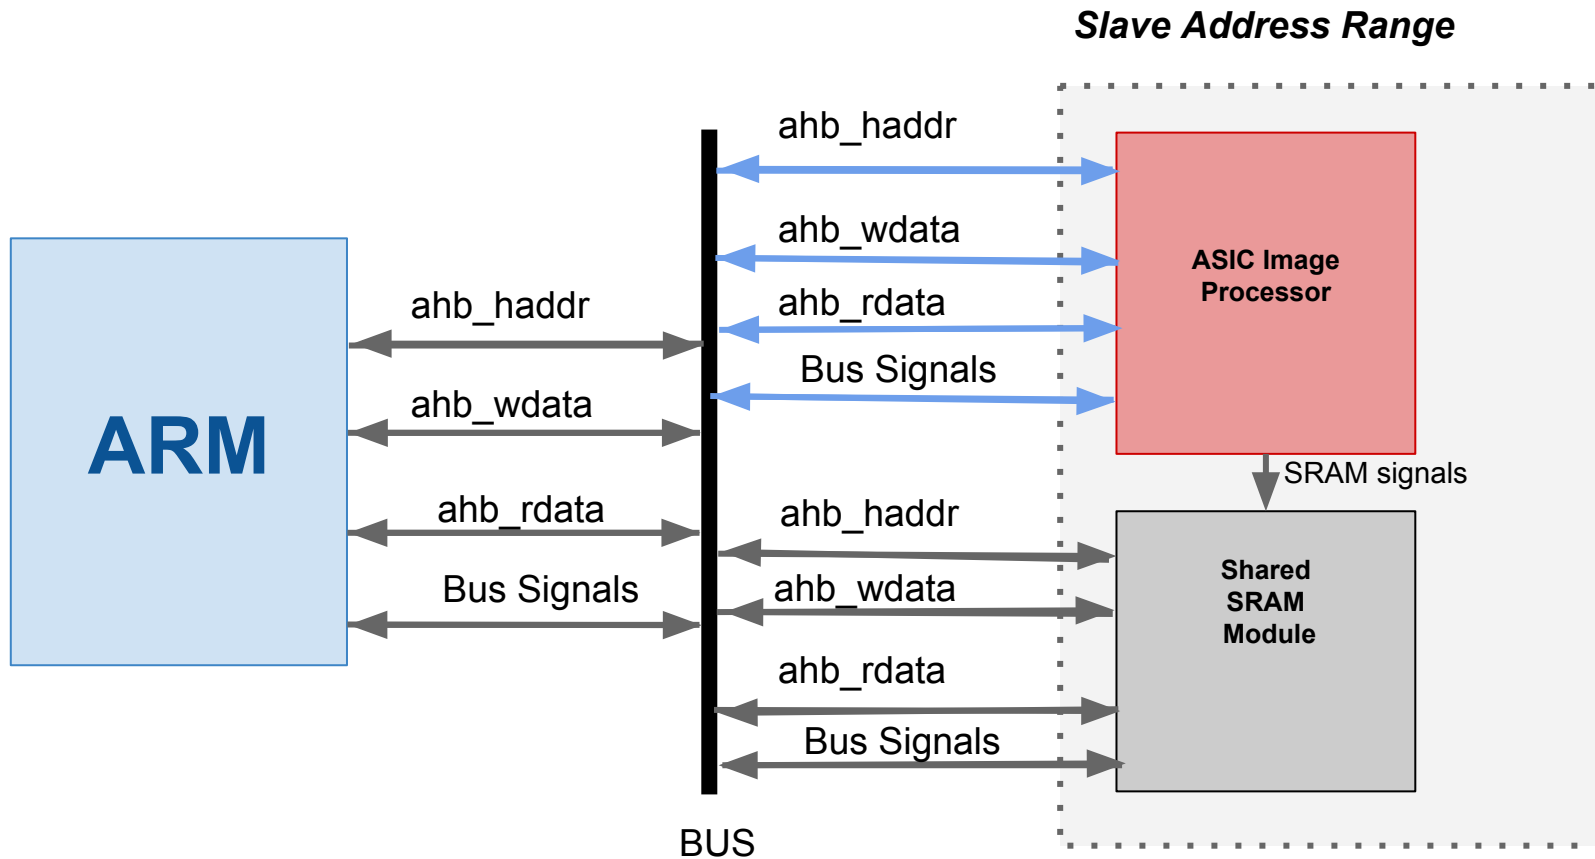 Slave Address Range
ahb_haddr
ahb_wdata
ahb_rdata
Bus Signals
ASIC Image
Processor
ARM
ahb_haddr
ahb_wdata
ahb_rdata
Bus Signals
SRAM signals
ahb_haddr
ahb_wdata
ahb_rdata
Bus Signals
Shared
SRAM
Module
BUS